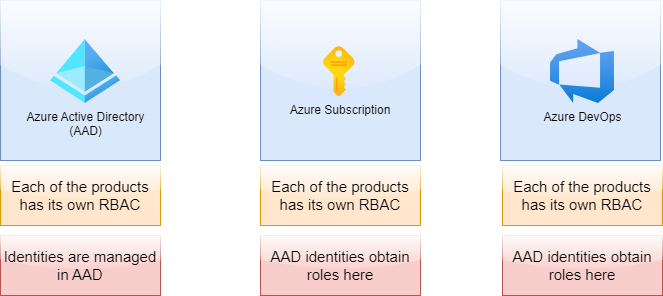 Azure Active Directory
(AAD)
Azure Subscription
Azure DevOps
Each of the products
has its own RBAC
Each of the products
has its own RBAC
Each of the products
has its own RBAC
Identities are managed
in AAD
AAD identities obtain
roles here
AAD identities obtain
roles here